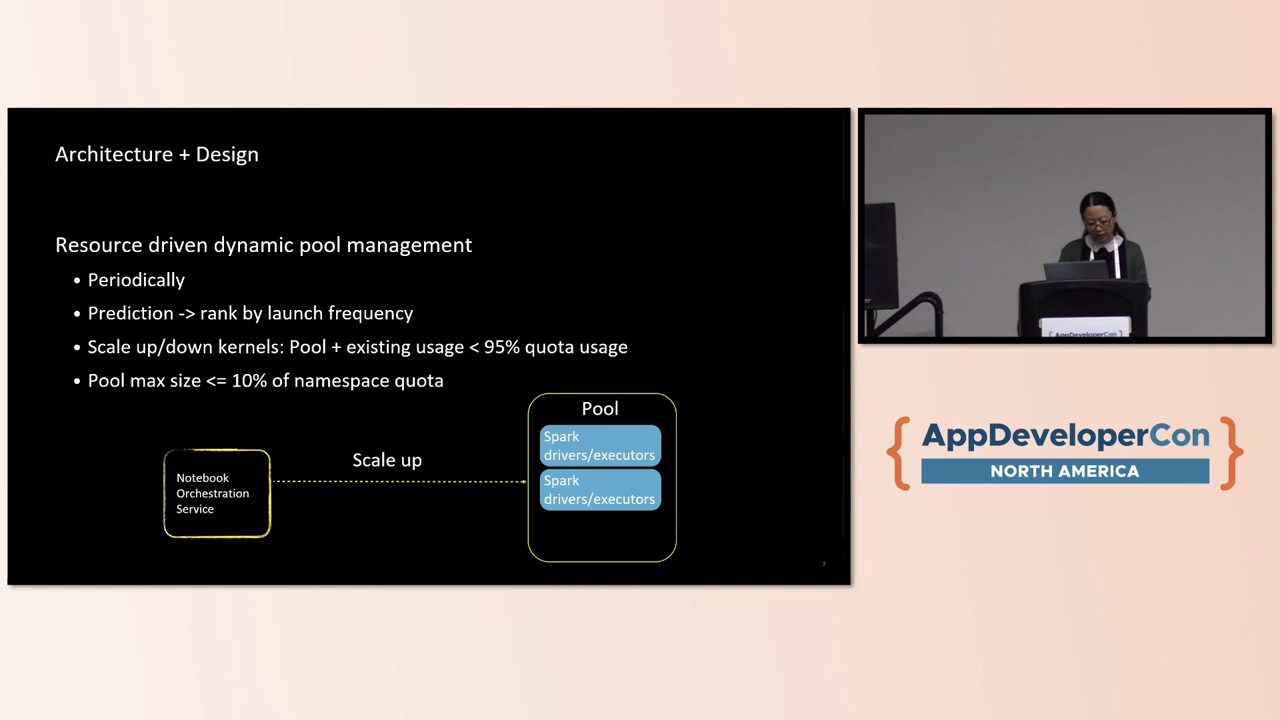 Architecture + Design
Resource driven dynamic pool management
• Periodically
• Prediction -> rank by launch frequency
• Scale up/down kernels: Pool + existing usage < 95% quota usage
• Pool max size <= 10% of namespace quota
Notebook
Orchestration
Service
Scale up
Pool
Spark
drivers/executors
Spark
drivers/executors
7
{ AppDeveloperCon }
{ AppDeveloperCon }
NORTH AMERICA